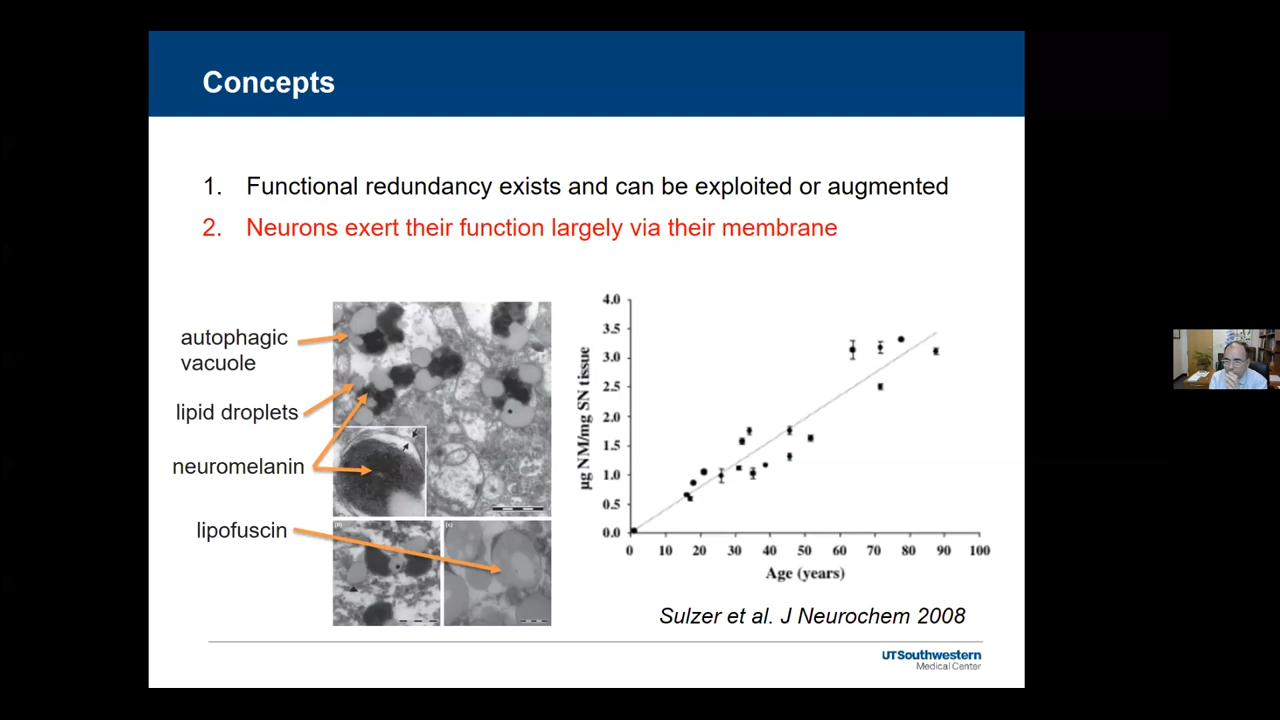 Concepts
1. Functional redundancy exists and can be exploited or augmented
2. Neurons exert their function largely via their membrane
autophagic
vacuole
lipid droplets
neuromelanin
lipofuscin
µg NM/mg SN tissue
4.0
3.5
3.0
2.5
2.0
1.5
1.0
0.5
0.0
0 10 20 30 40 50 60 70 80 90 100
Age (years)
Sulzer et al. J Neurochem 2008
UTSouthwestern
Medical Center